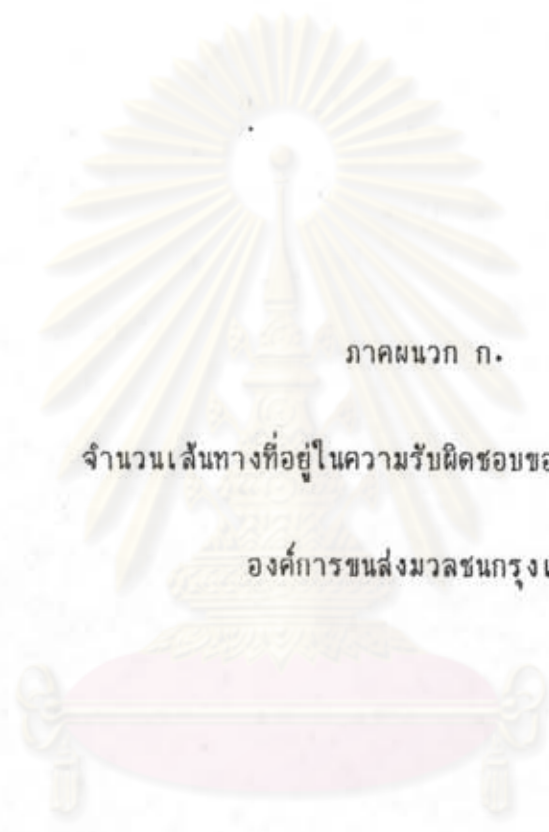 ภาคผนวก ก.
จำนวนเส้นทางที่อยู่ในความรับผิดชอบขอ
องค์การขนส่งมวลชนกรุงเ